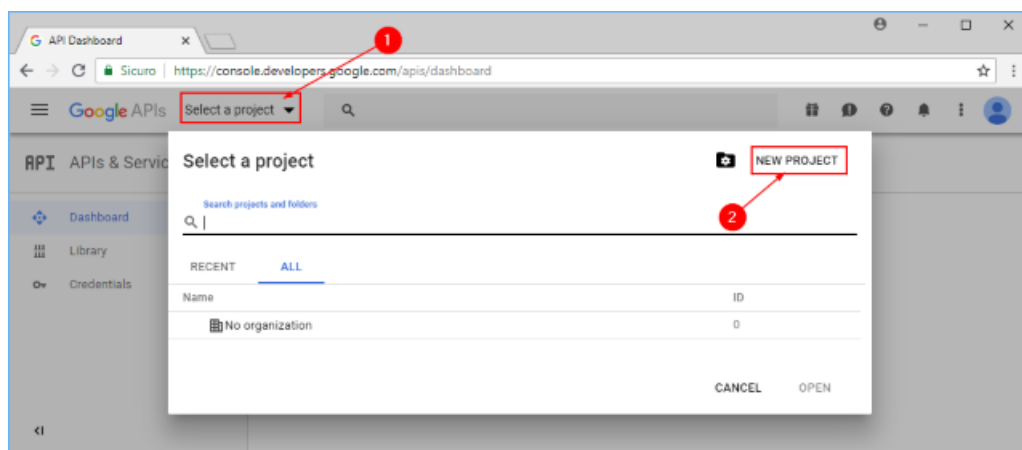 API Dashboard
1
Sicuro | https://console.developers.google.com/apis/dashboard
Google APIs Select a project
API APIs & Servic
Select a project
NEW PROJECT
Search projects and folders
2
Dashboard
Library
Credentials
RECENT ALL
Name ID
No organization 0
CANCEL OPEN